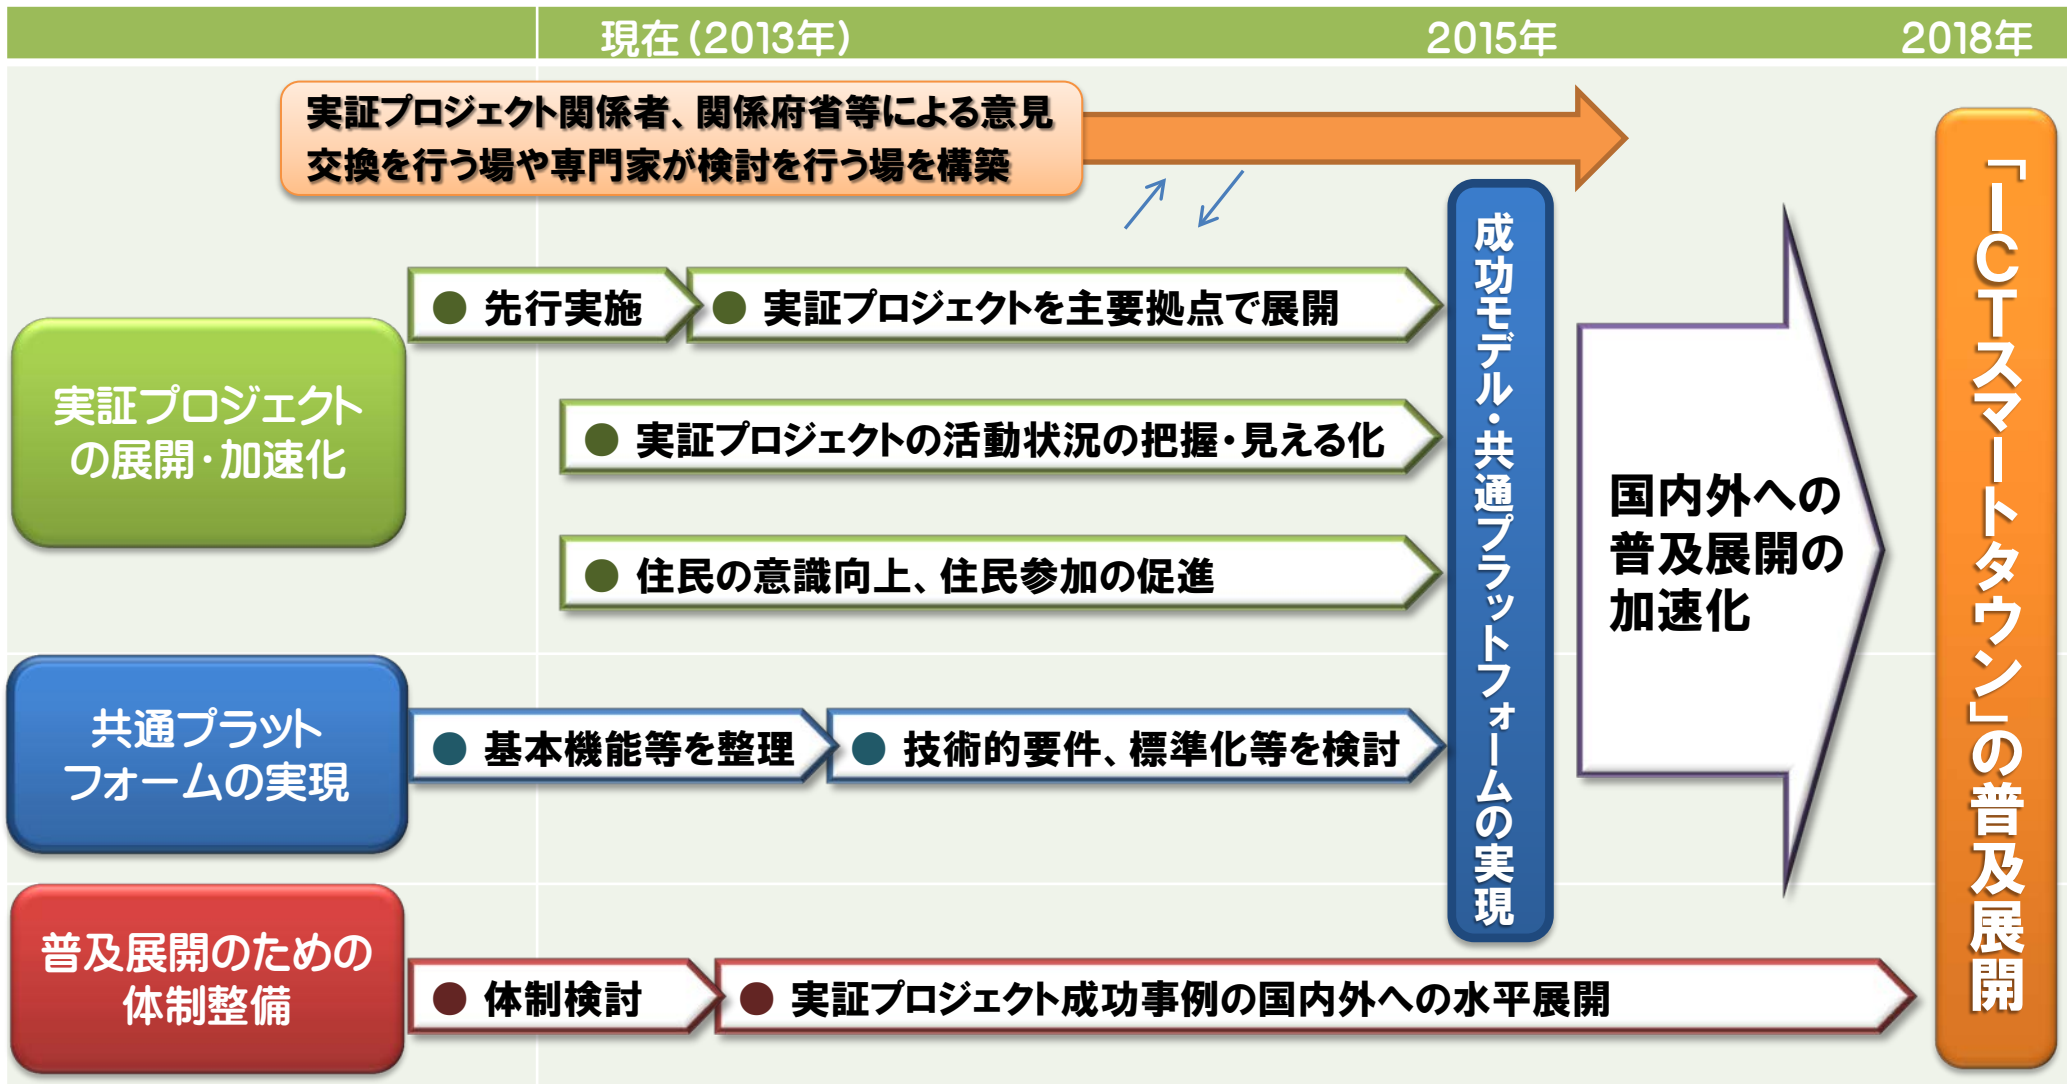 現在(2013年)
2015年
2018年
実証プロジェクト関係者、関係府省等による意見
交換を行う場や専門家が検討を行う場を構築
実証プロジェクト
の展開・加速化
● 先行実施
● 実証プロジェクトを主要拠点で展開
● 実証プロジェクトの活動状況の把握・見える化
● 住民の意識向上、住民参加の促進
共通プラット
フォームの実現
● 基本機能等を整理
● 技術的要件、標準化等を検討
普及展開のための
体制整備
● 体制検討
● 実証プロジェクト成功事例の国内外への水平展開
成功モデル・共通プラットフォームの実現
国内外への
普及展開の
加速化
「ICTスマートタウン」の普及展開